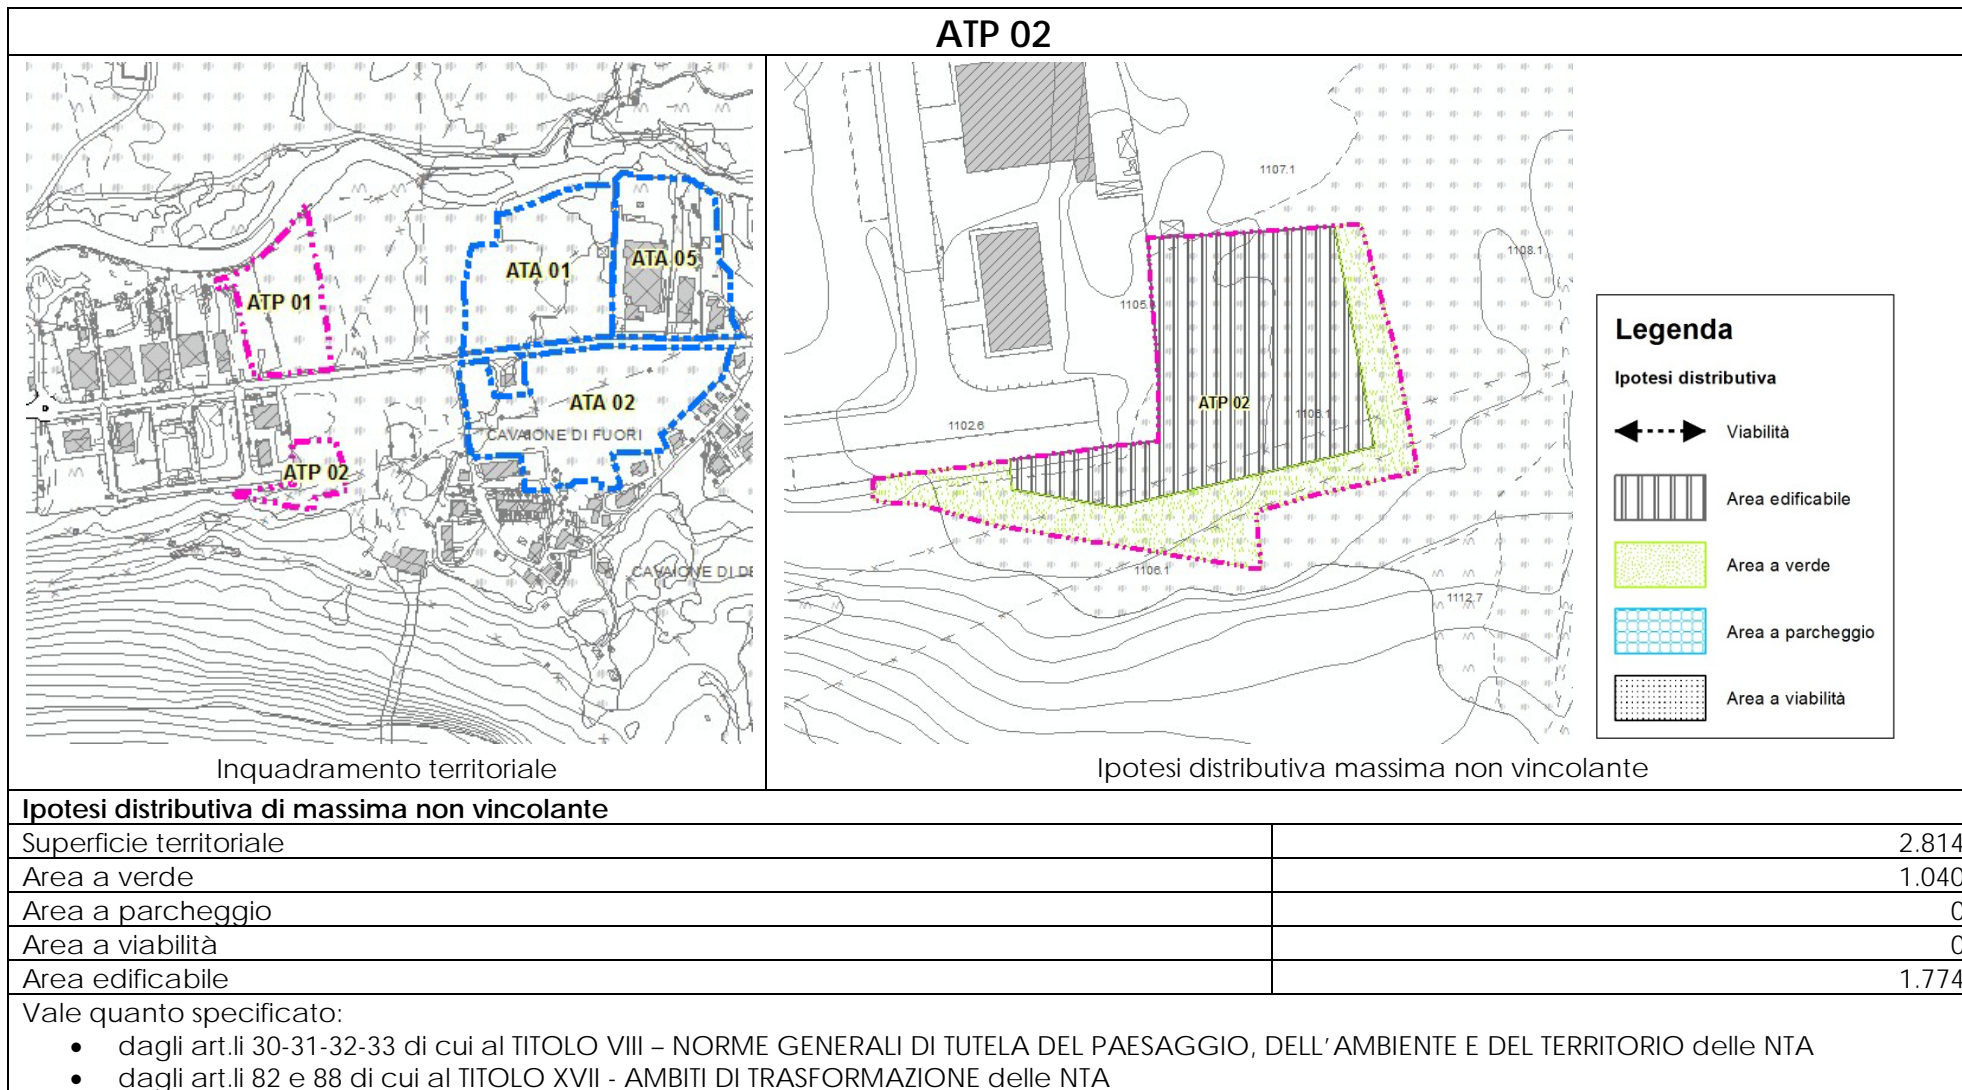 ATP 02
ATP 01
ATA 01
ATA 05
ATA 02
CAVAIONE DI FUORI
ATP 02
CAVAIONE DI DE
Inquadramento territoriale
1107.1
1108.1
1105.
ATP 02
1106.1
1102.6
1106.1
1112.7
Legenda
Ipotesi distributiva
Viabilità
Area edificabile
Area a verde
Area a parcheggio
Area a viabilità
Ipotesi distributiva massima non vincolante
Ipotesi distributiva di massima non vincolante
Superficie territoriale 2.814
Area a verde 1.040
Area a parcheggio 0
Area a viabilità 0
Area edificabile 1.774
Vale quanto specificato:
• dagli art.li 30-31-32-33 di cui al TITOLO VIII – NORME GENERALI DI TUTELA DEL PAESAGGIO, DELL'AMBIENTE E DEL TERRITORIO delle NTA
• dagli art.li 82 e 88 di cui al TITOLO XVII - AMBITI DI TRASFORMAZIONE delle NTA